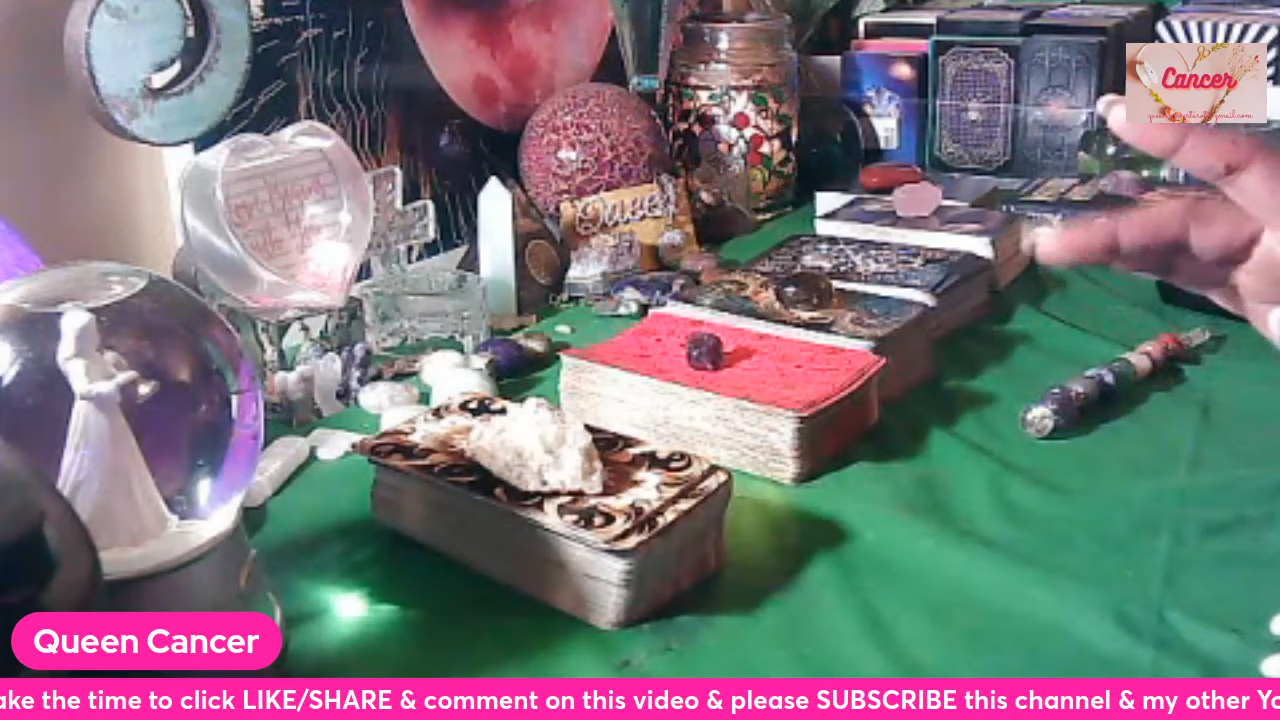 Cancer
Queen
Queen Cancer
ake the time to click LIKE/SHARE & comment on this video & please SUBSCRIBE this channel & my other Yo